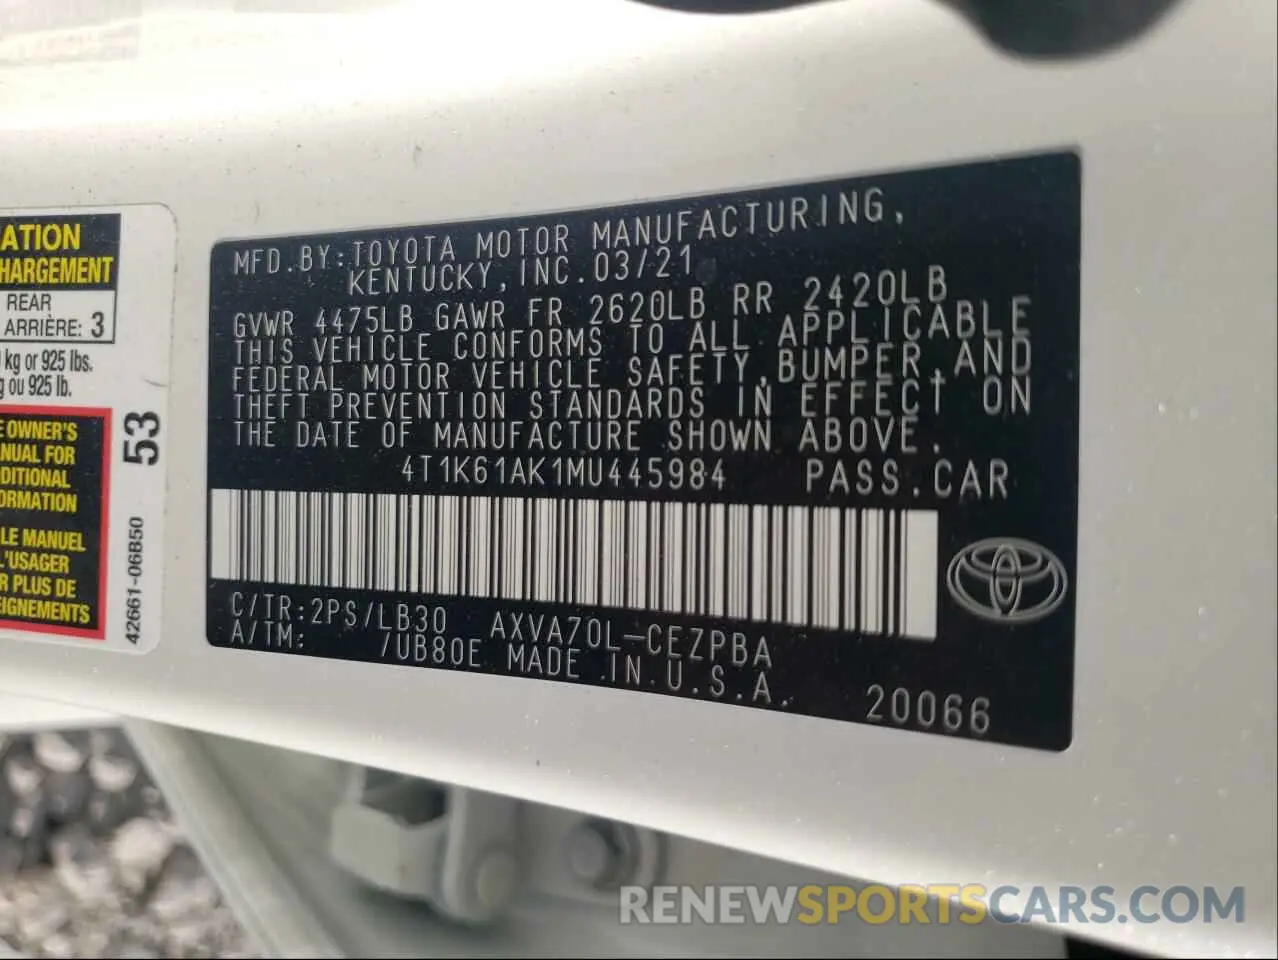 ATION
HARGEMENT
REAR
ARRIÈRE: 3
kg or 925 lbs.
ou 925 lb.
E OWNER'S
ANUAL FOR
DITIONAL
ORMATION
LE MANUEL
L'USAGER
R PLUS DE
EIGNEMENTS
53
42661-06B50
MFD.BY:TOYOTA MOTOR MANUFACTURING,
KENTUCKY,INC.03/21
GVWR 4475LB GAWR FR 2620LB RR 2420LB
THIS VEHICLE CONFORMS TO ALL APPLICABLE
FEDERAL MOTOR VEHICLE SAFETY,BUMPER,AND
THEFT PREVENTION STANDARDS IN EFFECT ON
THE DATE OF MANUFACTURE SHOWN ABOVE.
4T1K61AK1MU445984 PASS.CAR
C/TR:2PS/LB30 AXVA70L-CEZPBA
A/TM: /UB80E MADE IN U.S.A. 20066
RENEWSPORTSCARS.COM